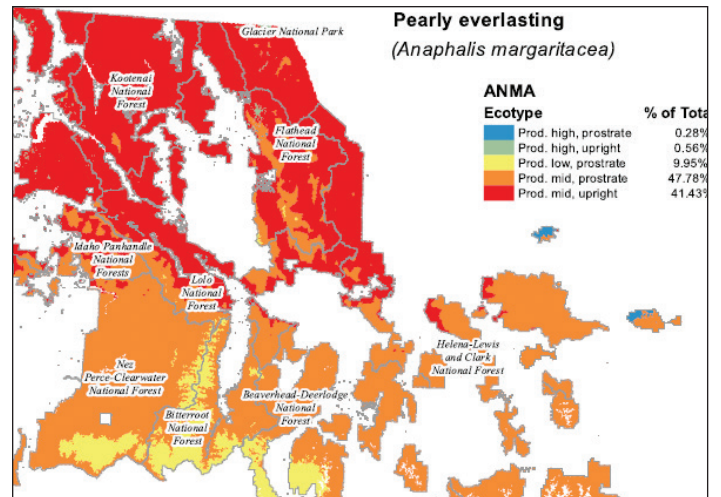 Glacier National Park
Pearly everlasting
(Anaphalis margaritacea)
Kootenai
National
Forest
Flathead
National
Forest
ANMA
Ecotype % of Tota
Prod. high, prostrate 0.28%
Prod. high, upright 0.56%
Prod. low, prostrate 9.95%
Prod. mid, prostrate 47.78%
Prod. mid, upright 41.43%
Idaho Panhandle
National
Forests
Lolo
National
Forest
Helena-Lewis
and Clark
National Forest
Nez
Perce-Clearwater
National Forest
Bitterroot
National
Forest
Beaverhead-Deerlodge
National
Forest